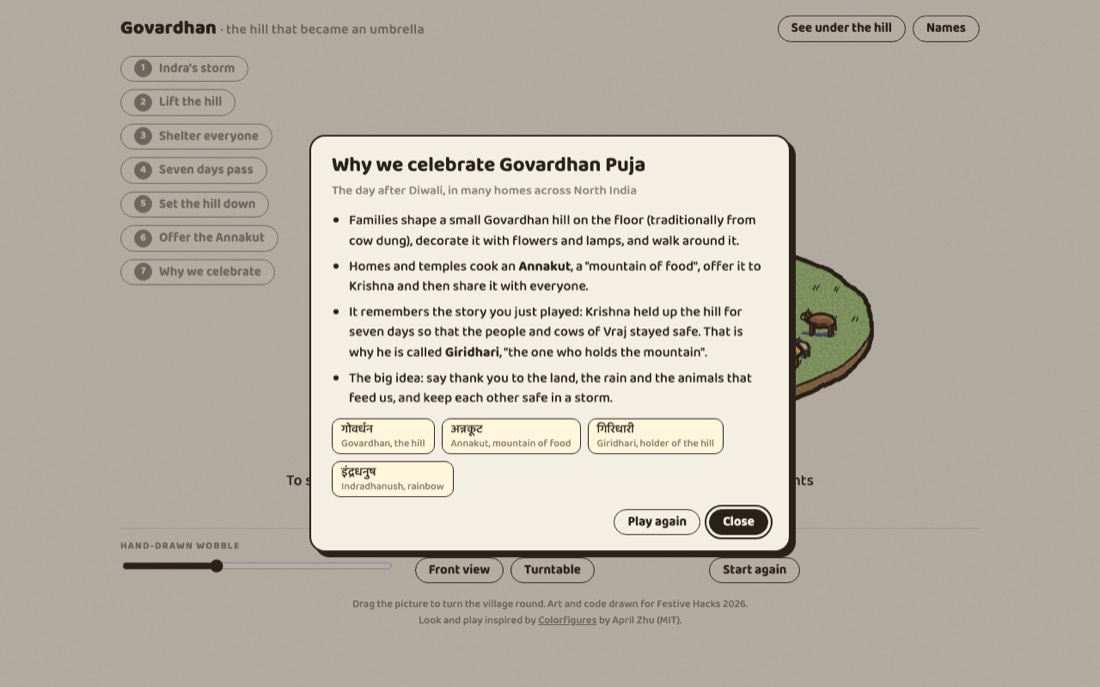 Govardhan · the hill that became an umbrella
See under the hill
Names
1 Indra's storm
2 Lift the hill
3 Shelter everyone
4 Seven days pass
5 Set the hill down
6 Offer the Annakut
7 Why we celebrate
Why we celebrate Govardhan Puja
The day after Diwali, in many homes across North India
• Families shape a small Govardhan hill on the floor (traditionally from
cow dung), decorate it with flowers and lamps, and walk around it.
• Homes and temples cook an Annakut, a "mountain of food", offer it to
Krishna and then share it with everyone.
• It remembers the story you just played: Krishna held up the hill for
seven days so that the people and cows of Vraj stayed safe. That is
why he is called Giridhari, "the one who holds the mountain".
• The big idea: say thank you to the land, the rain and the animals that
feed us, and keep each other safe in a storm.
गोवर्धन
Govardhan, the hill
अन्नकूट
Annakut, mountain of food
गिरिधारी
Giridhari, holder of the hill
इंद्रधनुष
Indradhanush, rainbow
Play again
Close
To
HAND-DRAWN WOBBLE
Front view
Turntable
Start again
Drag the picture to turn the village round. Art and code drawn for Festive Hacks 2026.
Look and play inspired by Colorfigures by April Zhu (MIT).